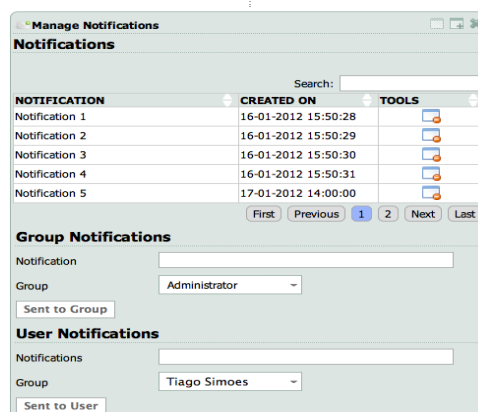 Manage Notifications
Notifications
Search:
NOTIFICATION CREATED ON TOOLS
Notification 1 16-01-2012 15:50:28
Notification 2 16-01-2012 15:50:29
Notification 3 16-01-2012 15:50:30
Notification 4 16-01-2012 15:50:31
Notification 5 17-01-2012 14:00:00
First Previous 1 2 Next Last
Group Notifications
Notification
Group Administrator
Sent to Group
User Notifications
Notifications
Group Tiago Simoes
Sent to User